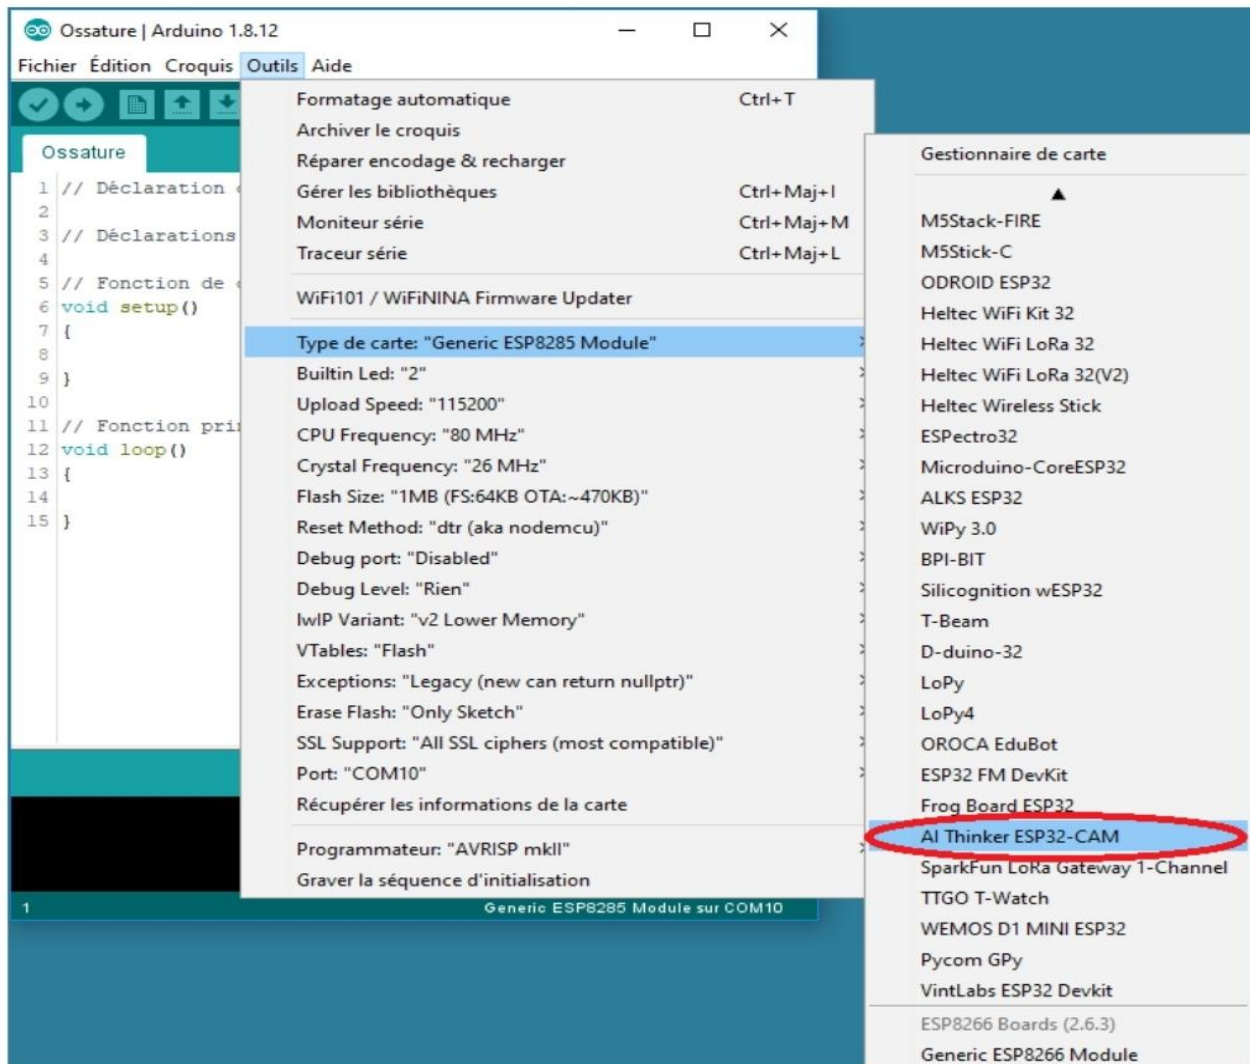 Ossature | Arduino 1.8.12
Fichier Édition Croquis Outils Aide
Ossature
1 // Déclaration
2
3 // Déclarations
4
5 // Fonction de
6 void setup()
7 {
8
9 }
10
11 // Fonction pri
12 void loop()
13 {
14
15 }
Formatage automatique Ctrl+T
Archiver le croquis
Réparer encodage & recharger
Gérer les bibliothèques Ctrl+Maj+I
Moniteur série Ctrl+Maj+M
Traceur série Ctrl+Maj+L
WiFi101 / WiFiNINA Firmware Updater
Type de carte: "Generic ESP8285 Module"
Builtin Led: "2"
Upload Speed: "115200"
CPU Frequency: "80 MHz"
Crystal Frequency: "26 MHz"
Flash Size: "1MB (FS:64KB OTA:~470KB)"
Reset Method: "dtr (aka nodemcu)"
Debug port: "Disabled"
Debug Level: "Rien"
lwIP Variant: "v2 Lower Memory"
VTables: "Flash"
Exceptions: "Legacy (new can return nullptr)"
Erase Flash: "Only Sketch"
SSL Support: "All SSL ciphers (most compatible)"
Port: "COM10"
Récupérer les informations de la carte
Programmateur: "AVRISP mkII"
Graver la séquence d'initialisation
1 Generic ESP8285 Module sur COM10
Gestionnaire de carte
M5Stack-FIRE
M5Stick-C
ODROID ESP32
Heltec WiFi Kit 32
Heltec WiFi LoRa 32
Heltec WiFi LoRa 32(V2)
Heltec Wireless Stick
ESPectro32
Microduino-CoreESP32
ALKS ESP32
WiPy 3.0
BPI-BIT
Silicognition wESP32
T-Beam
D-duino-32
LoPy
LoPy4
OROCA EduBot
ESP32 FM DevKit
Frog Board ESP32
AI Thinker ESP32-CAM
SparkFun LoRa Gateway 1-Channel
TTGO T-Watch
WEMOS D1 MINI ESP32
Pycom GPy
VintLabs ESP32 Devkit
ESP8266 Boards (2.6.3)
Generic ESP8266 Module